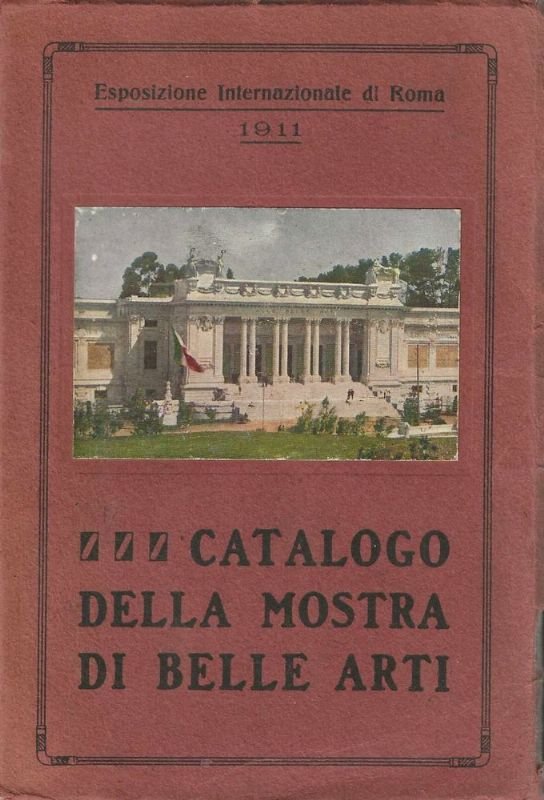 Esposizione Internazionale di Roma
1911
CATALOGO
DELLA MOSTRA
DI BELLE ARTI